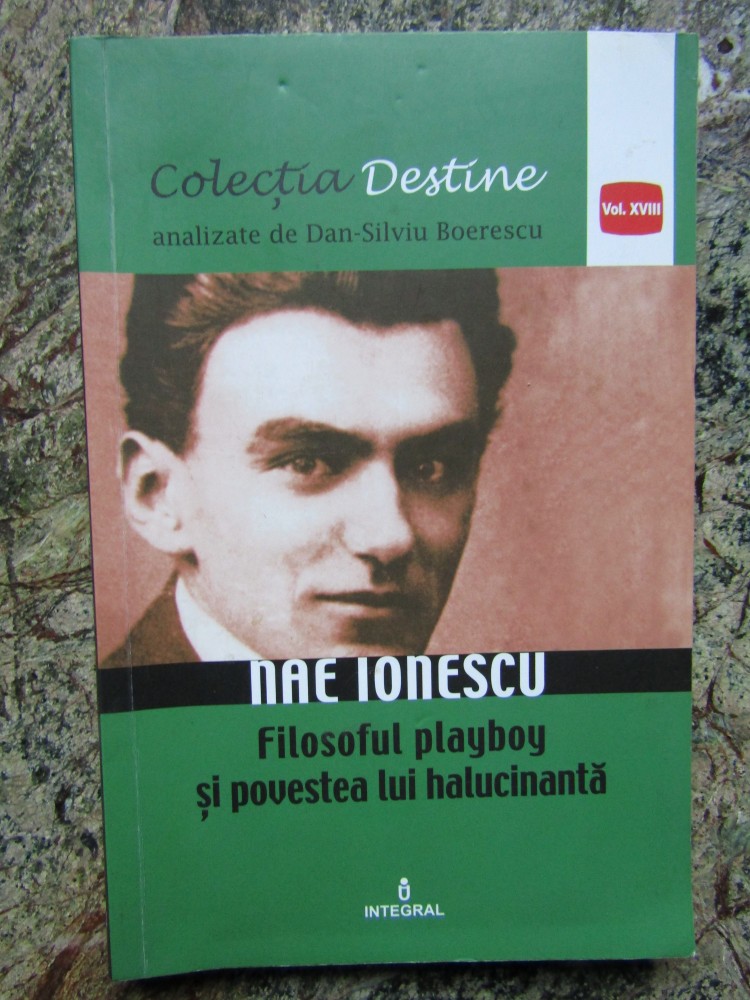 Colecția Destine
analizate de Dan-Silviu Boerescu
Vol. XVIII
NAE IONESCU
Filosoful playboy
și povestea lui halucinantă
INTEGRAL